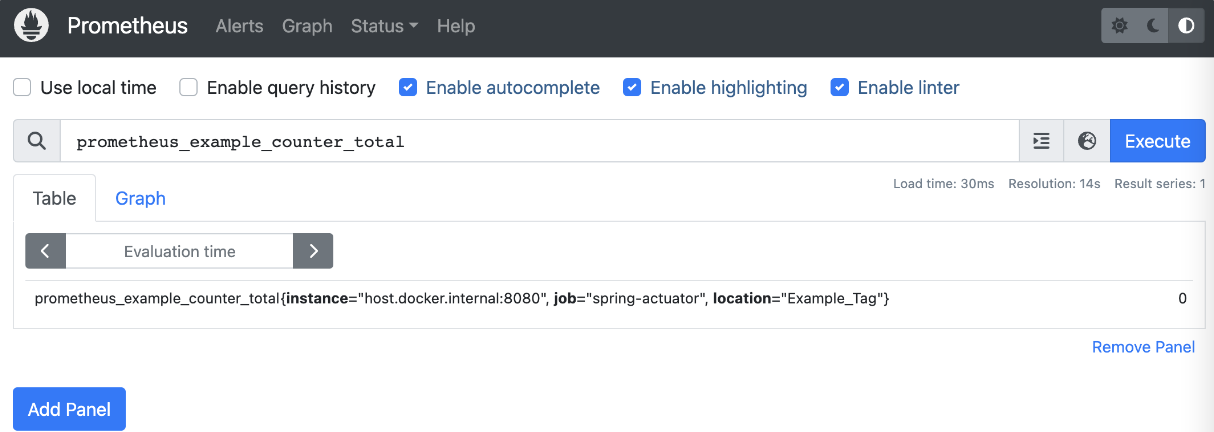 Prometheus Alerts Graph Status Help
Use local time Enable query history Enable autocomplete Enable highlighting Enable linter
prometheus_example_counter_total Execute
Load time: 30ms Resolution: 14s Result series: 1
Table Graph
Evaluation time
prometheus_example_counter_total{instance="host.docker.internal:8080", job="spring-actuator", location="Example_Tag"} 0
Remove Panel
Add Panel